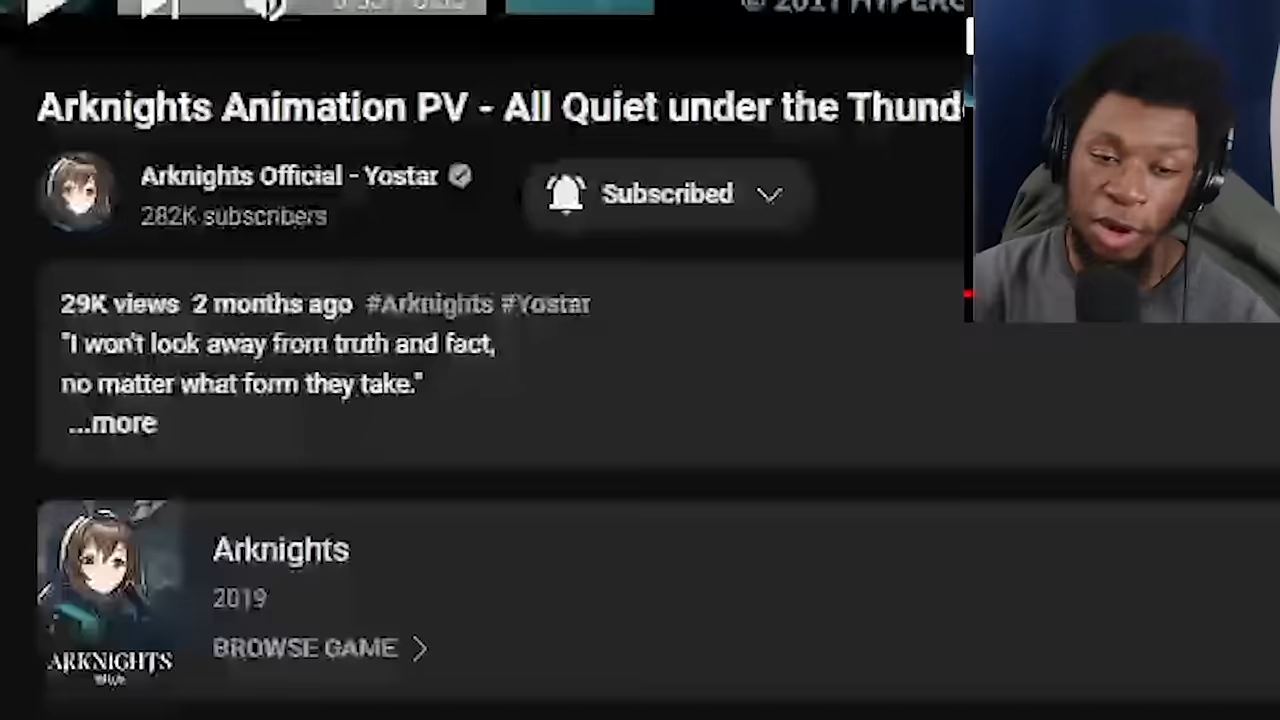 © 2017 HYPERG
Arknights Animation PV - All Quiet under the Thund
Arknights Official - Yostar
282K subscribers
Subscribed
29K views 2 months ago #Arknights #Yostar
"I won't look away from truth and fact,
no matter what form they take."
...more
Arknights
2019
BROWSE GAME
ARKNIGHTS